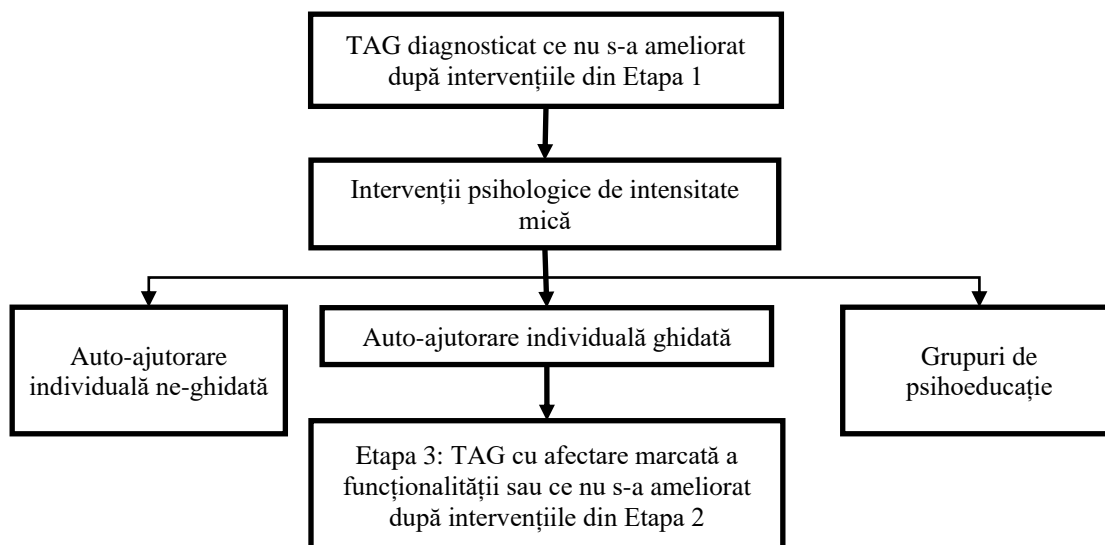 TAG diagnosticat ce nu s-a ameliorat
după intervențiile din Etapa 1
Intervenții psihologice de intensitate
mică
Auto-ajutorare
individuală ne-ghidată
Auto-ajutorare individuală ghidată
Grupuri de
psihoeducație
Etapa 3: TAG cu afectare marcată a
funcționalității sau ce nu s-a ameliorat
după intervențiile din Etapa 2